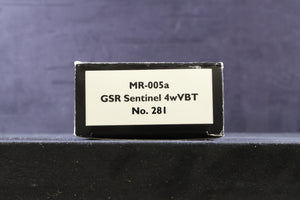 MR-005a
GSR Sentinel 4wVBT
No. 281